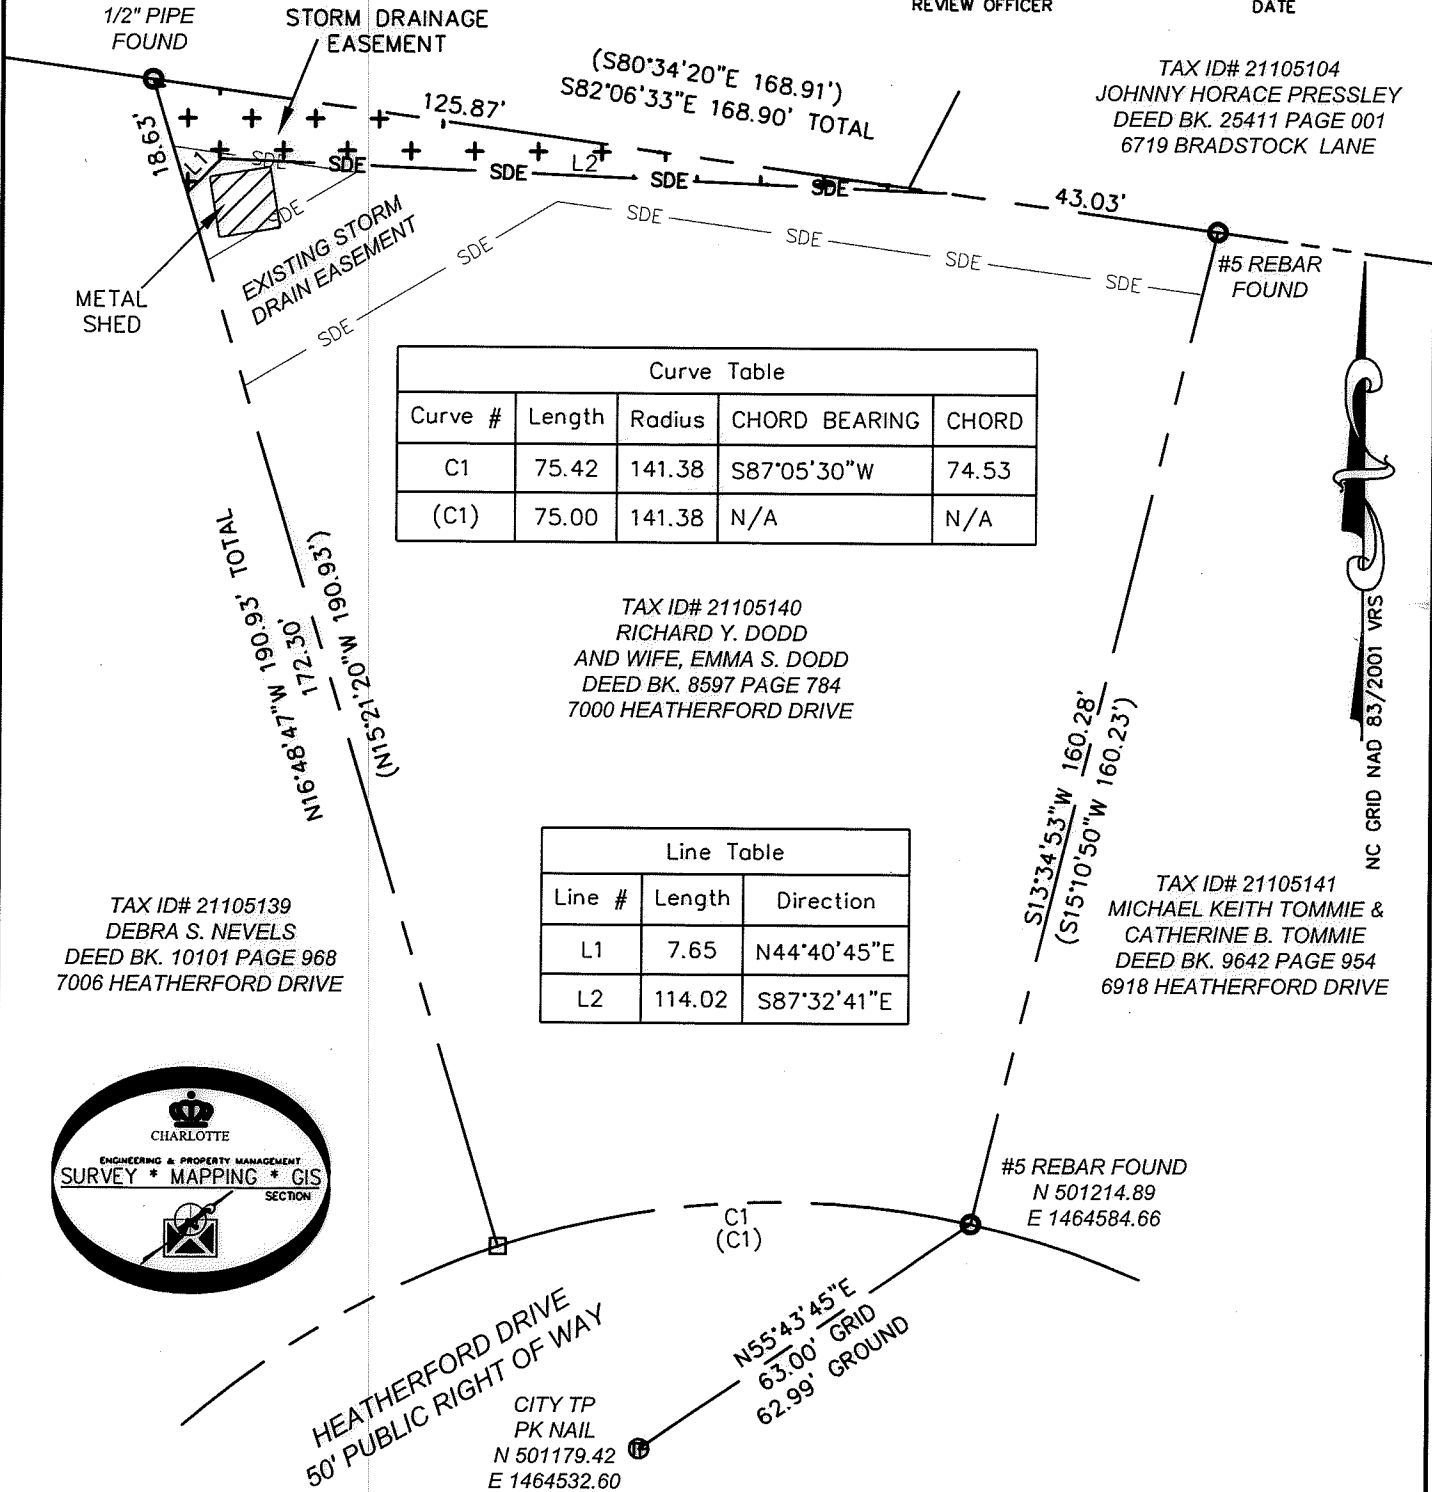 REVIEW OFFICER
DATE
1/2" PIPE
FOUND
STORM DRAINAGE
EASEMENT
(S80°34'20"E 168.91')
S82°06'33"E 168.90' TOTAL
125.87'
TAX ID# 21105104
JOHNNY HORACE PRESSLEY
DEED BK. 25411 PAGE 001
6719 BRADSTOCK LANE
18.63'
L1
SDE
SDE
SDE
L2
SDE
SDE
43.03'
SDE
EXISTING STORM
DRAIN EASEMENT
SDE
SDE
SDE
SDE
SDE
SDE
#5 REBAR
FOUND
METAL
SHED
Curve Table
Curve # Length Radius CHORD BEARING CHORD
C1 75.42 141.38 S87°05'30"W 74.53
(C1) 75.00 141.38 N/A N/A
N16°48'47"W 190.93' TOTAL
172.30'
(N15°21'20"W 190.93')
TAX ID# 21105140
RICHARD Y. DODD
AND WIFE, EMMA S. DODD
DEED BK. 8597 PAGE 784
7000 HEATHERFORD DRIVE
S13°34'53"W 160.28'
(S15°10'50"W 160.23')
NC GRID NAD 83/2001 VRS
Line Table
Line # Length Direction
L1 7.65 N44°40'45"E
L2 114.02 S87°32'41"E
TAX ID# 21105139
DEBRA S. NEVELS
DEED BK. 10101 PAGE 968
7006 HEATHERFORD DRIVE
TAX ID# 21105141
MICHAEL KEITH TOMMIE &
CATHERINE B. TOMMIE
DEED BK. 9642 PAGE 954
6918 HEATHERFORD DRIVE
CHARLOTTE
ENGINEERING & PROPERTY MANAGEMENT
SURVEY * MAPPING * GIS
SECTION
C1
(C1)
#5 REBAR FOUND
N 501214.89
E 1464584.66
N55°43'45"E
63.00' GRID
62.99' GROUND
HEATHERFORD DRIVE
50' PUBLIC RIGHT OF WAY
CITY TP
PK NAIL
N 501179.42
E 1464532.60